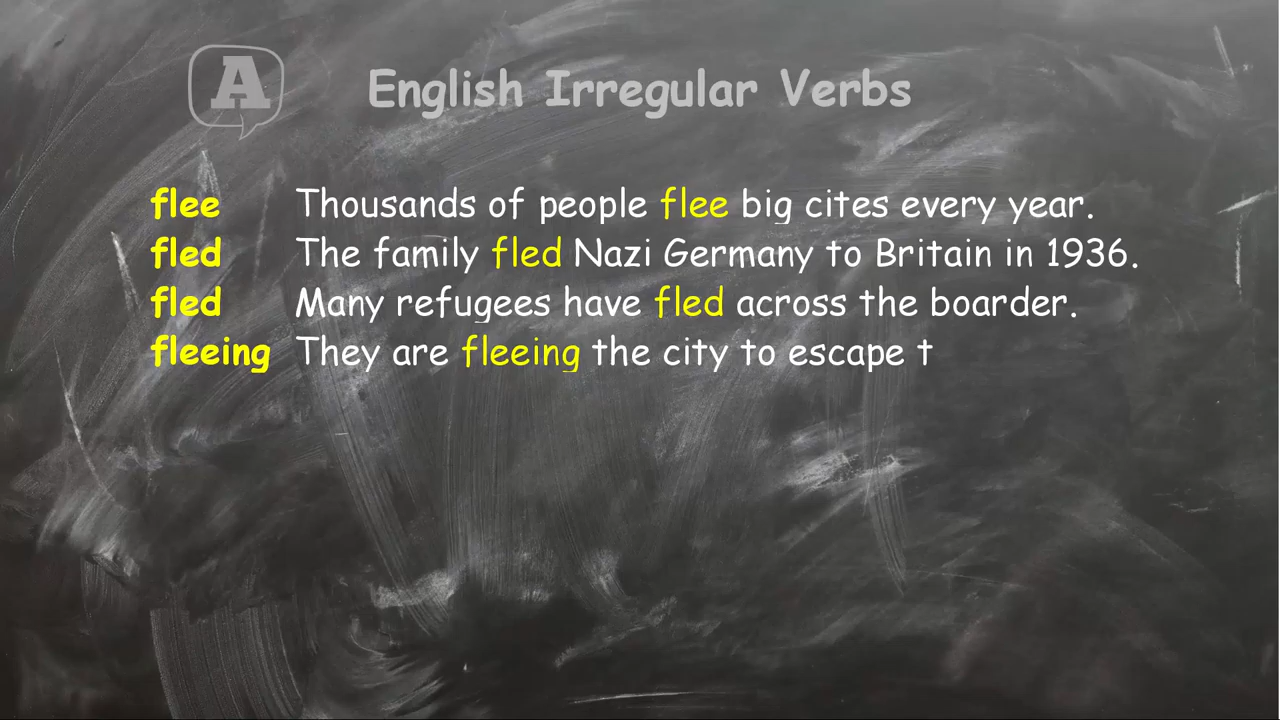 A English Irregular Verbs
flee Thousands of people flee big cites every year.
fled The family fled Nazi Germany to Britain in 1936.
fled Many refugees have fled across the boarder.
fleeing They are fleeing the city to escape t